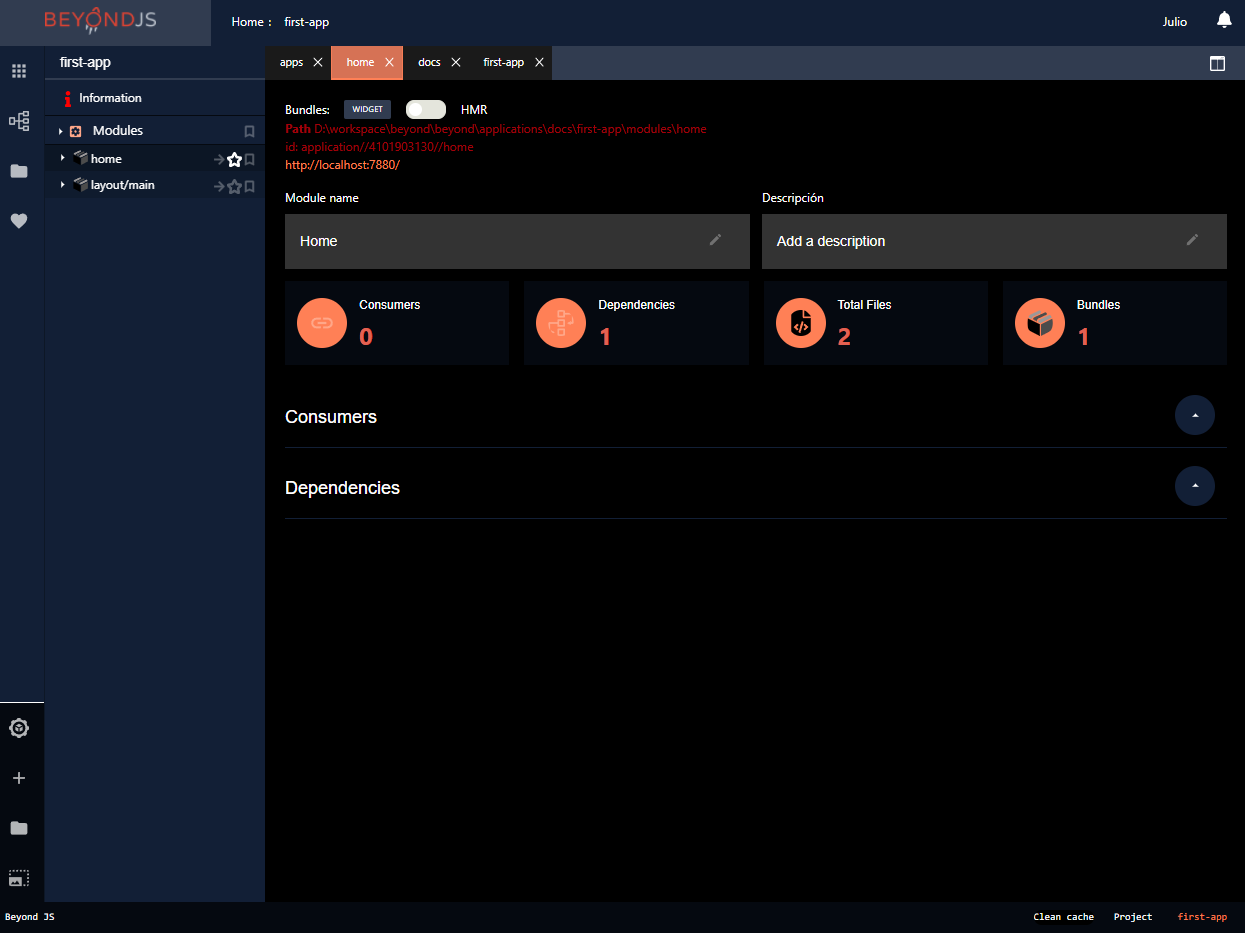 BEYONDJS
Home : first-app
Julio
first-app
apps home docs first-app
Information
Modules
home
layout/main
Bundles: WIDGET HMR
Path D:\workspace\beyond\beyond\applications\docs\first-app\modules\home
id: application//4101903130//home
http://localhost:7880/
Module name
Descripción
Home
Add a description
Consumers
0
Dependencies
1
Total Files
2
Bundles
1
Consumers
Dependencies
Beyond JS
Clean cache Project first-app